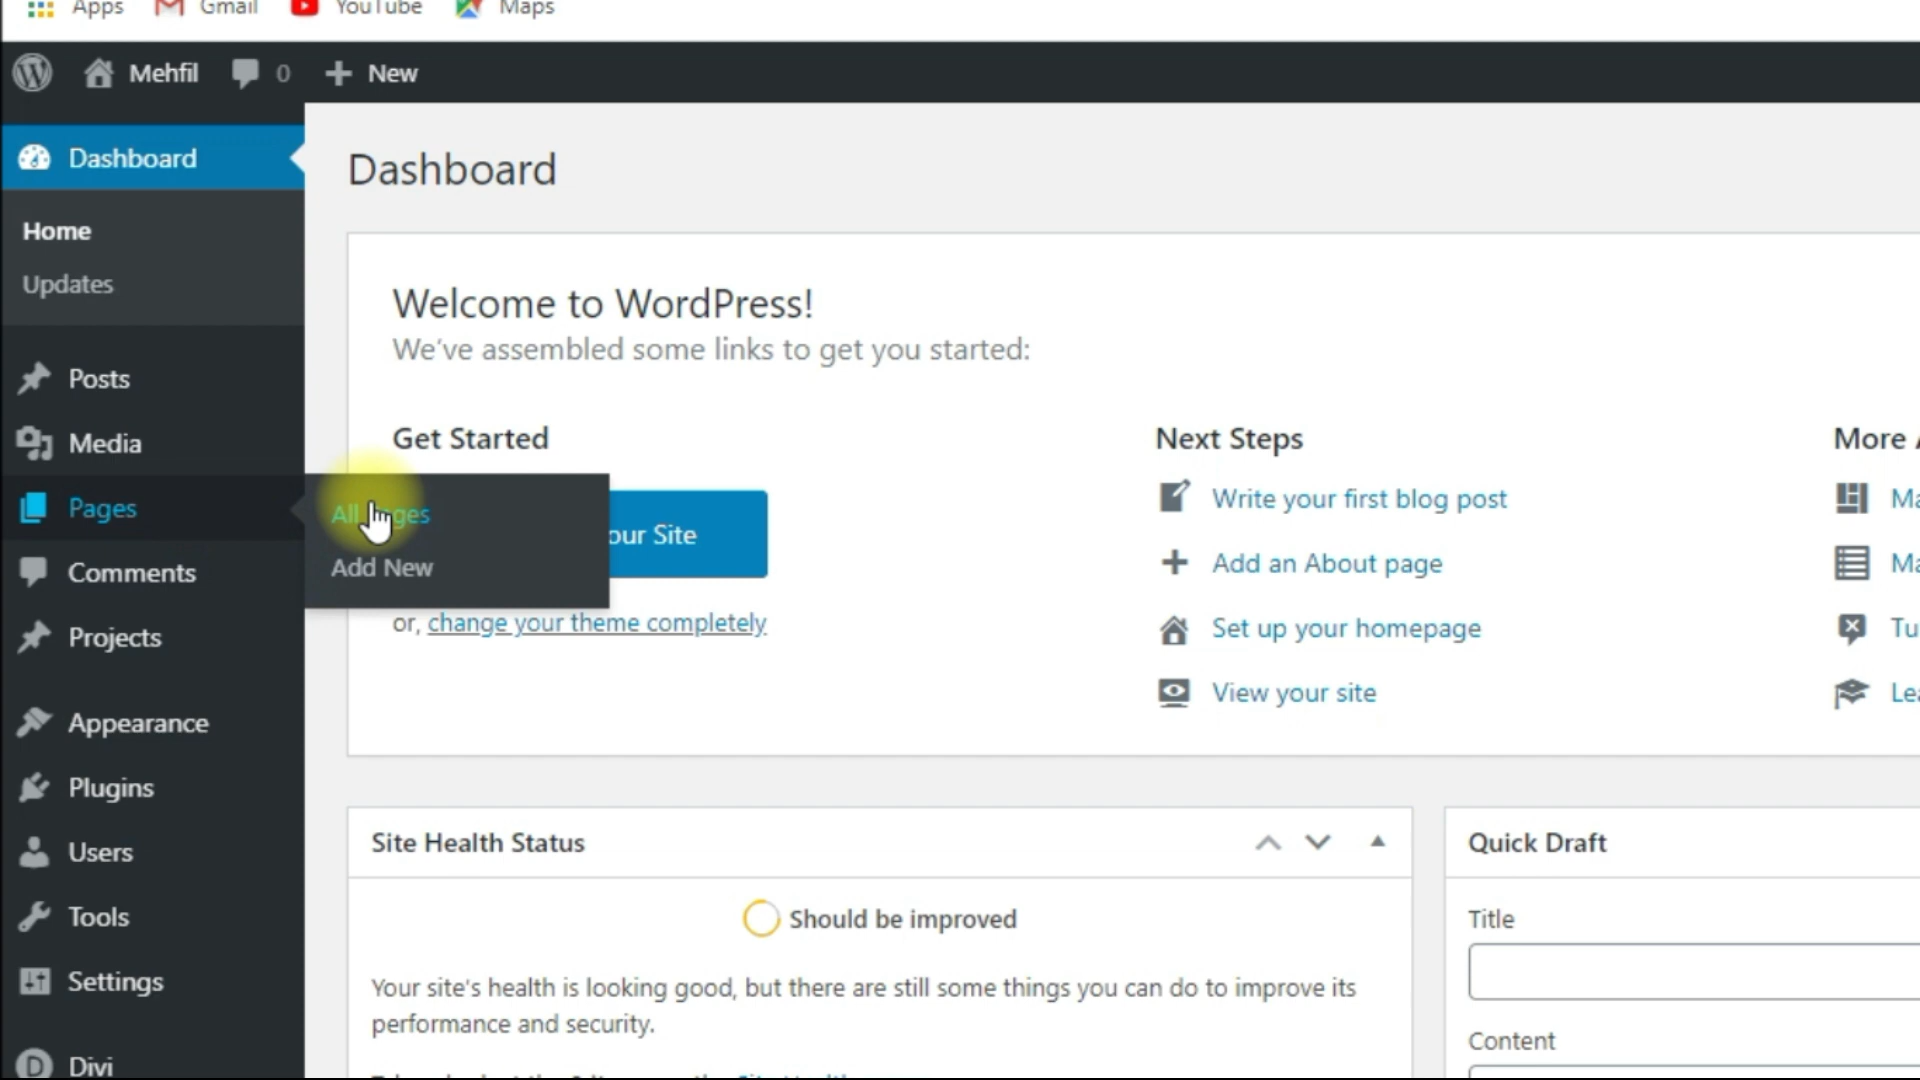 Apps Gmail YouTube Maps
Mehfil 0 New
Dashboard
Home
Updates
Posts
Media
Pages
All
Add New
Comments
Projects
Appearance
Plugins
Users
Tools
Settings
Divi
Dashboard
Welcome to WordPress!
We've assembled some links to get you started:
Get Started
our Site
or, change your theme completely
Next Steps
Write your first blog post
Add an About page
Set up your homepage
View your site
More
Site Health Status
Should be improved
Your site's health is looking good, but there are still some things you can do to improve its
performance and security.
Quick Draft
Title
Content